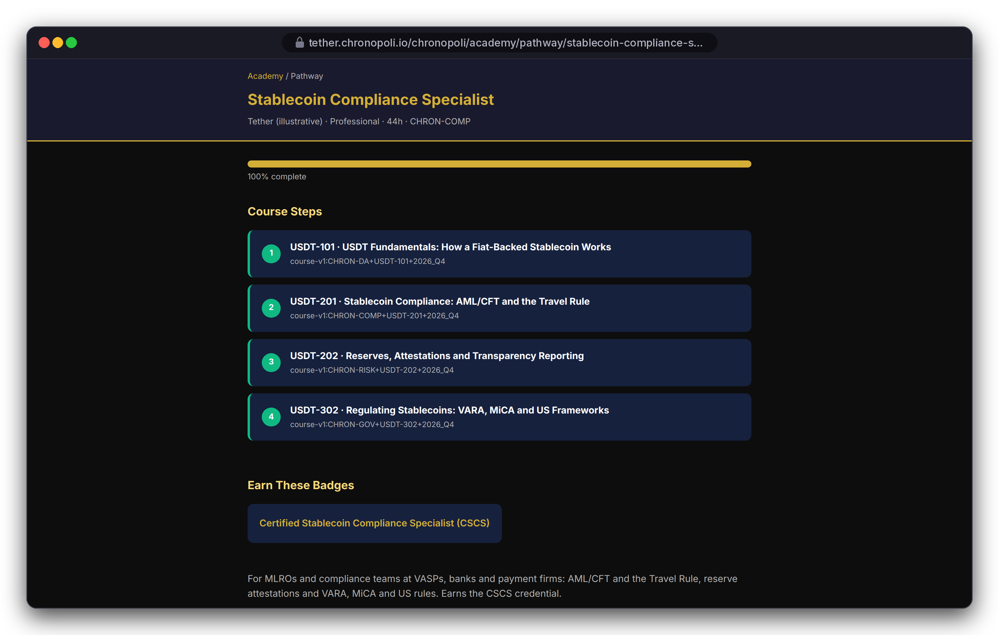 tether.chronopoli.io/chronopoli/academy/pathway/stablecoin-compliance-s...
Academy / Pathway
Stablecoin Compliance Specialist
Tether (illustrative) · Professional · 44h · CHRON-COMP
100% complete
Course Steps
1
USDT-101 · USDT Fundamentals: How a Fiat-Backed Stablecoin Works
course-v1:CHRON-DA+USDT-101+2026_Q4
2
USDT-201 · Stablecoin Compliance: AML/CFT and the Travel Rule
course-v1:CHRON-COMP+USDT-201+2026_Q4
3
USDT-202 · Reserves, Attestations and Transparency Reporting
course-v1:CHRON-RISK+USDT-202+2026_Q4
4
USDT-302 · Regulating Stablecoins: VARA, MiCA and US Frameworks
course-v1:CHRON-GOV+USDT-302+2026_Q4
Earn These Badges
Certified Stablecoin Compliance Specialist (CSCS)
For MLROs and compliance teams at VASPs, banks and payment firms: AML/CFT and the Travel Rule, reserve
attestations and VARA, MiCA and US rules. Earns the CSCS credential.